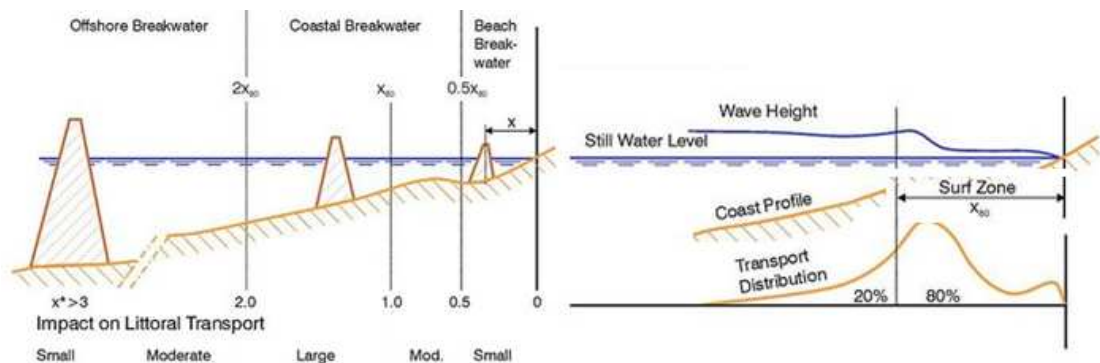 Offshore Breakwater
Coastal Breakwater
Beach
Break-
water
2x₈₀
x₈₀
0.5x₈₀
x
x* >3
2.0
1.0
0.5
0
Impact on Littoral Transport
Small
Moderate
Large
Mod.
Small
Wave Height
Still Water Level
Surf Zone
X₈₀
Coast Profile
Transport
Distribution
20%
80%